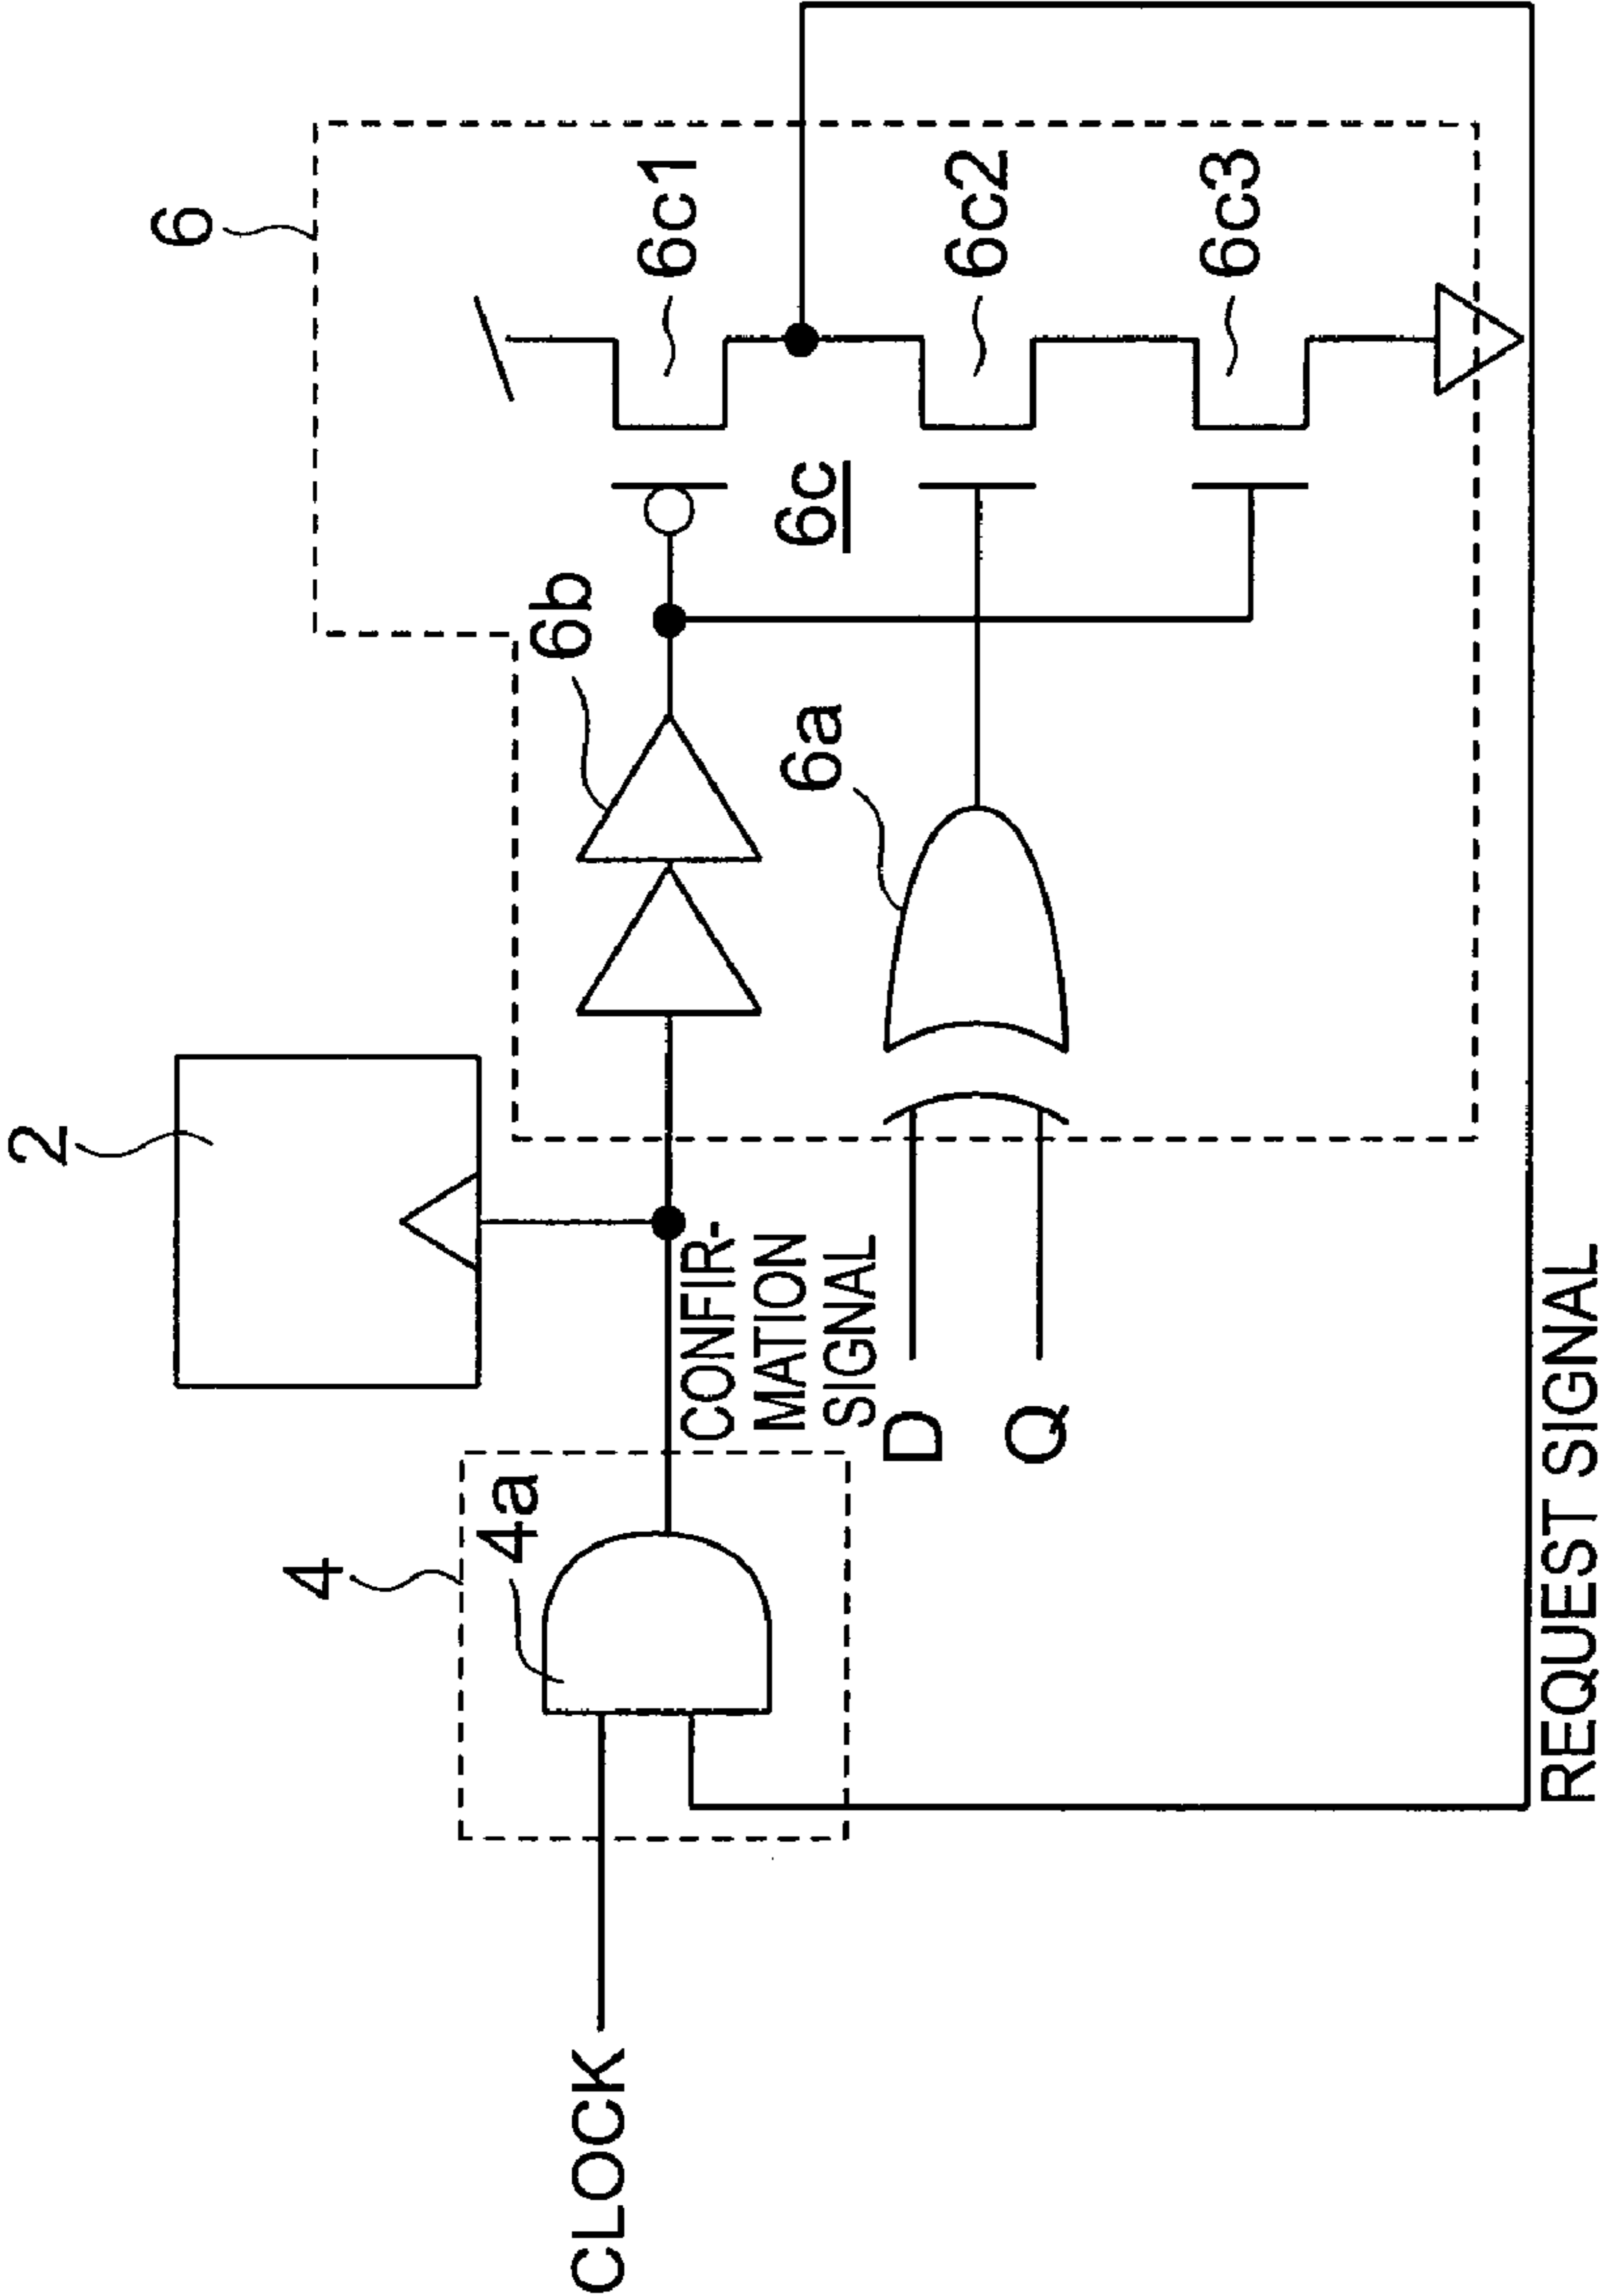 2
6
4
4a
6b
6c1
6c
6a
6c2
6c3
CLOCK
CONFIR-
MATION
SIGNAL
D
Q
REQUEST SIGNAL